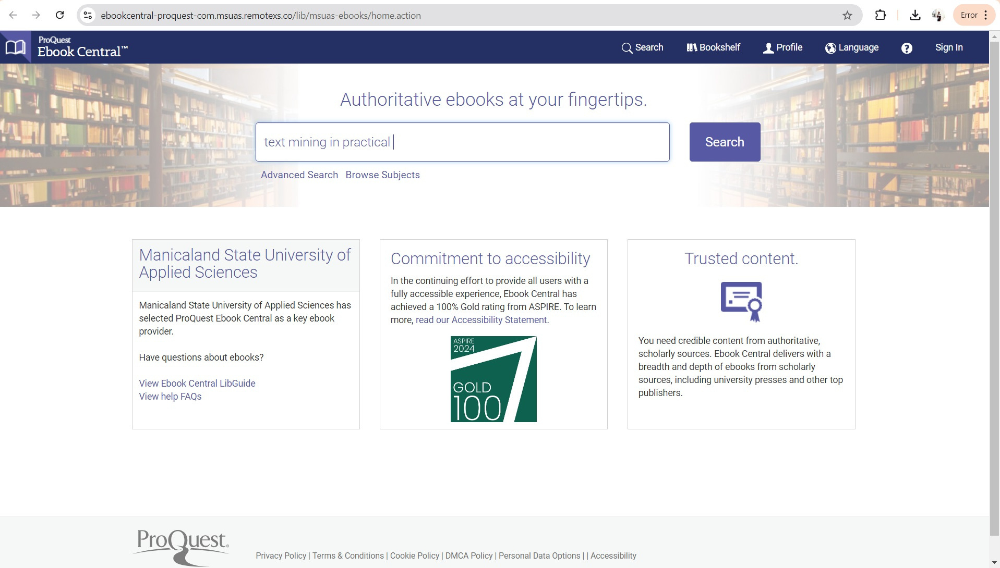 ebookcentral-proquest-com.msuas.remotexs.co/lib/msuas-ebooks/home.action
Error
ProQuest
Ebook Central™
Search
Bookshelf
Profile
Language
?
Sign In
Authoritative ebooks at your fingertips.
text mining in practical
Search
Advanced Search Browse Subjects
Manicaland State University of
Applied Sciences
Manicaland State University of Applied Sciences has
selected ProQuest Ebook Central as a key ebook
provider.
Have questions about ebooks?
View Ebook Central LibGuide
View help FAQs
Commitment to accessibility
In the continuing effort to provide all users with a
fully accessible experience, Ebook Central has
achieved a 100% Gold rating from ASPIRE. To learn
more, read our Accessibility Statement.
ASPIRE
2024
GOLD
100
Trusted content.
You need credible content from authoritative,
scholarly sources. Ebook Central delivers with a
breadth and depth of ebooks from scholarly
sources, including university presses and other top
publishers.
ProQuest®
Privacy Policy | Terms & Conditions | Cookie Policy | DMCA Policy | Personal Data Options | | Accessibility